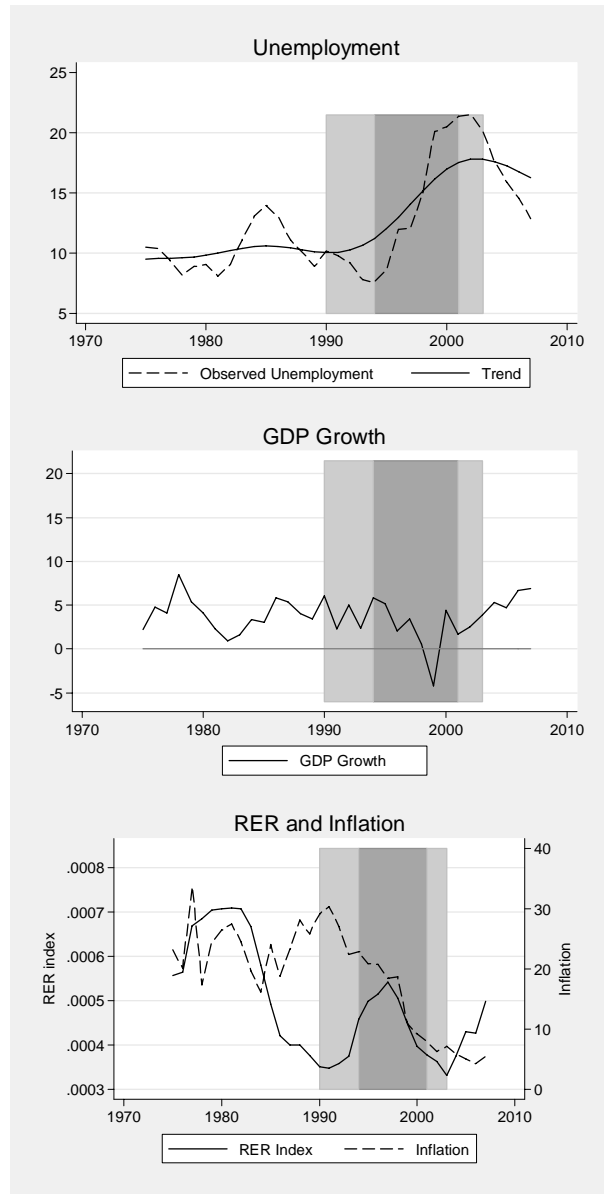 Unemployment
25
20
15
10
5
1970 1980 1990 2000 2010
Observed Unemployment Trend
GDP Growth
20
15
10
5
0
-5
1970 1980 1990 2000 2010
GDP Growth
RER and Inflation
.0008 40
.0007 30
.0006
RER index
20 Inflation
.0005
.0004 10
.0003 0
1970 1980 1990 2000 2010
RER Index Inflation